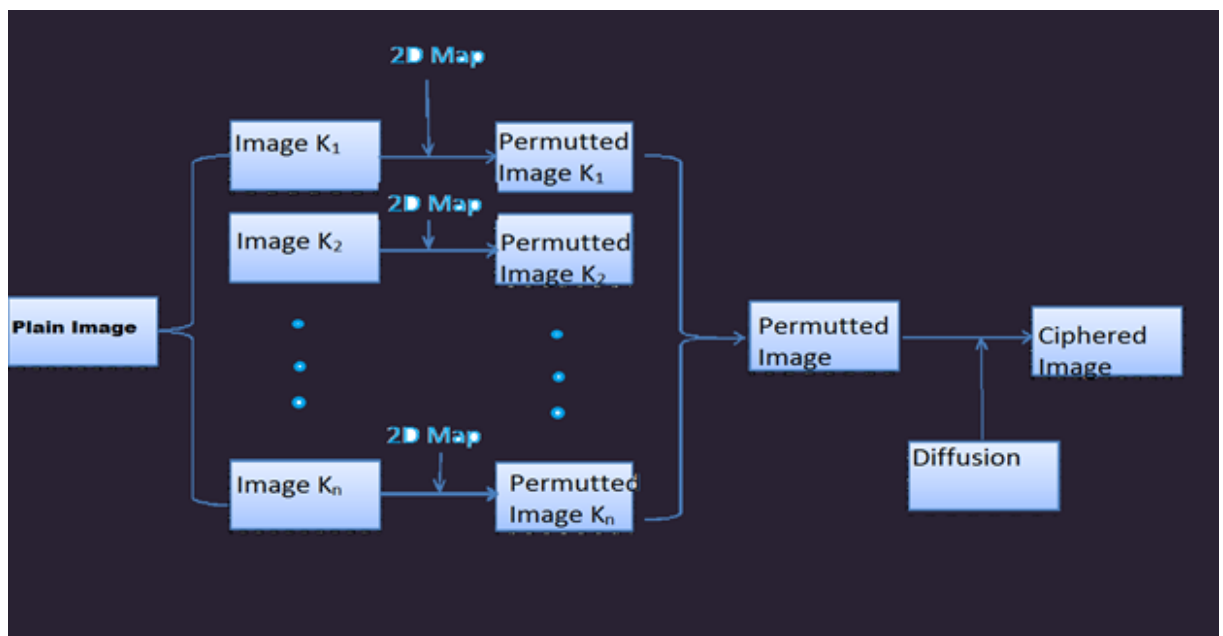 2D Map
Image K₁
Permutted
Image K₁
2D Map
Image K₂
Permutted
Image K₂
Plain Image
Permutted
Image
Ciphered
Image
2D Map
Diffusion
Image Kₙ
Permutted
Image Kₙ